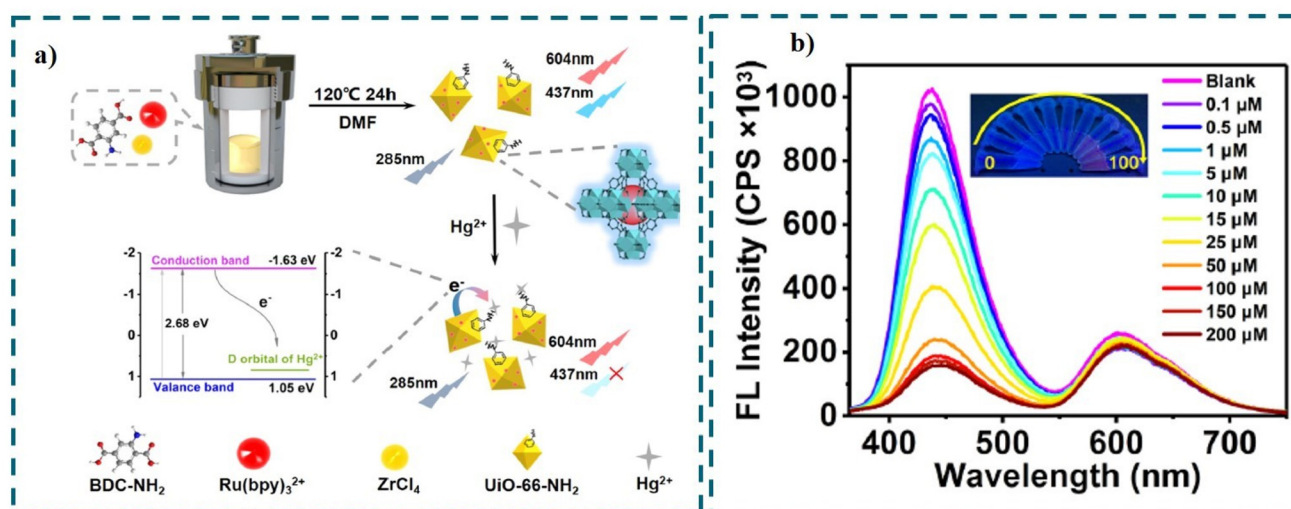 a)
120℃ 24h
DMF
604nm
437nm
285nm
Hg²⁺
-2
-1
0
1
Conduction band
-1.63 eV
-2
-1
0
1
e⁻
2.68 eV
D orbital of Hg²⁺
Valance band
1.05 eV
e⁻
604nm
437nm
285nm
BDC-NH₂
Ru(bpy)₃²⁺
ZrCl₄
UiO-66-NH₂
Hg²⁺
b)
FL Intensity (CPS ×10³)
1000
800
600
400
200
0
400
500
600
700
Wavelength (nm)
0
100
Blank
0.1 µM
0.5 µM
1 µM
5 µM
10 µM
15 µM
25 µM
50 µM
100 µM
150 µM
200 µM